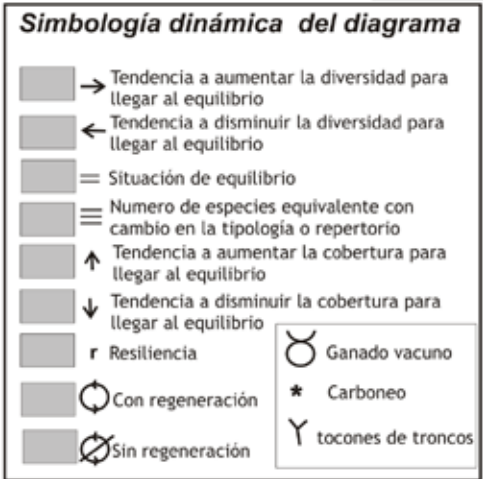 Simbología dinámica del diagrama
→ Tendencia a aumentar la diversidad para
llegar al equilibrio
← Tendencia a disminuir la diversidad para
llegar al equilibrio
= Situación de equilibrio
≡ Numero de especies equivalente con
cambio en la tipología o repertorio
↑ Tendencia a aumentar la cobertura para
llegar al equilibrio
↓ Tendencia a disminuir la cobertura para
llegar al equilibrio
r Resiliencia
Con regeneración
Sin regeneración
Ganado vacuno
* Carboneo
tocones de troncos